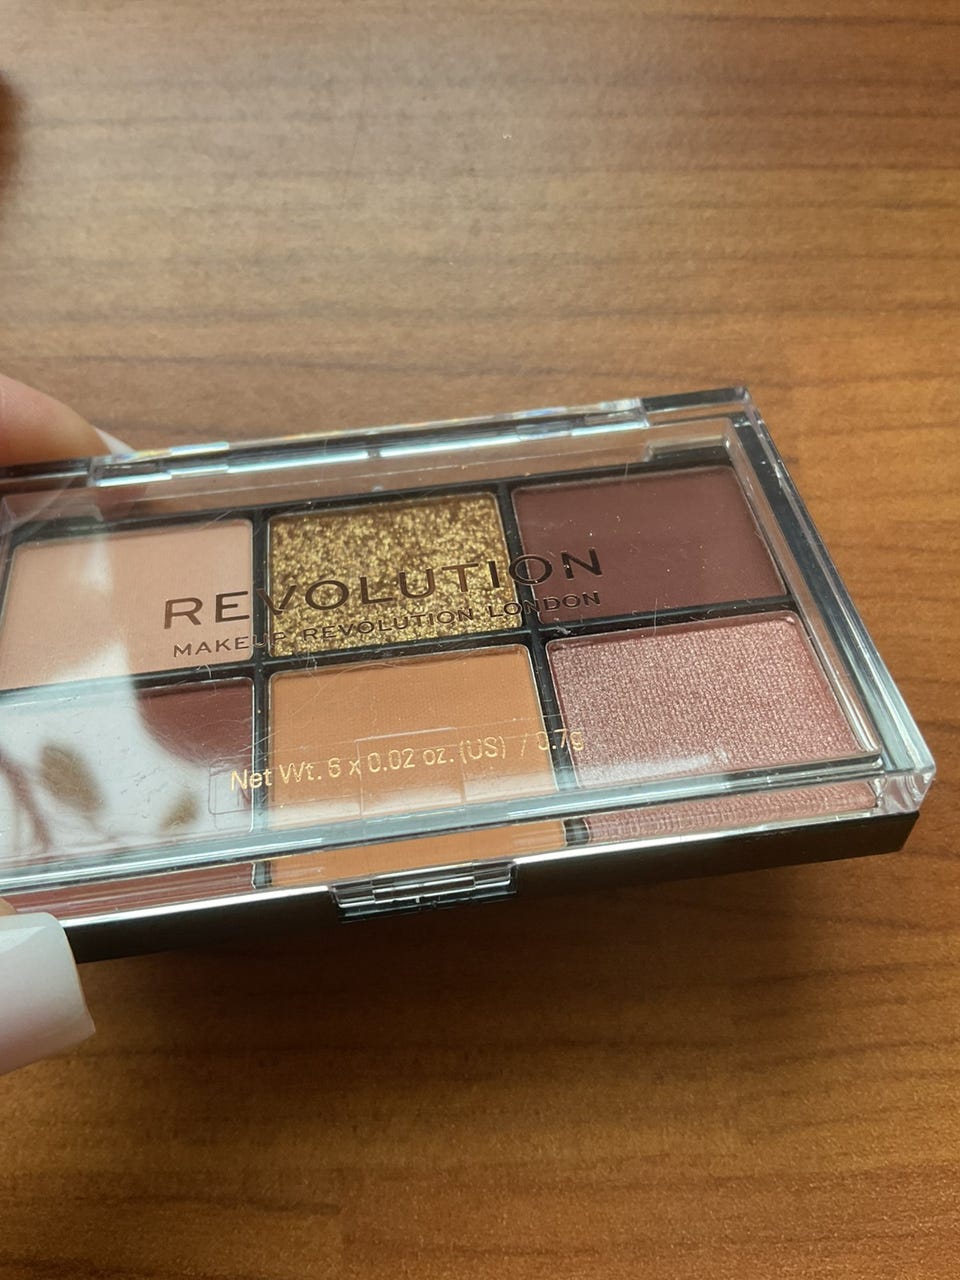 REVOLUTION
MAKEUP REVOLUTION LONDON
Net Wt. 6 x 0.02 oz. (US) / 0.7g